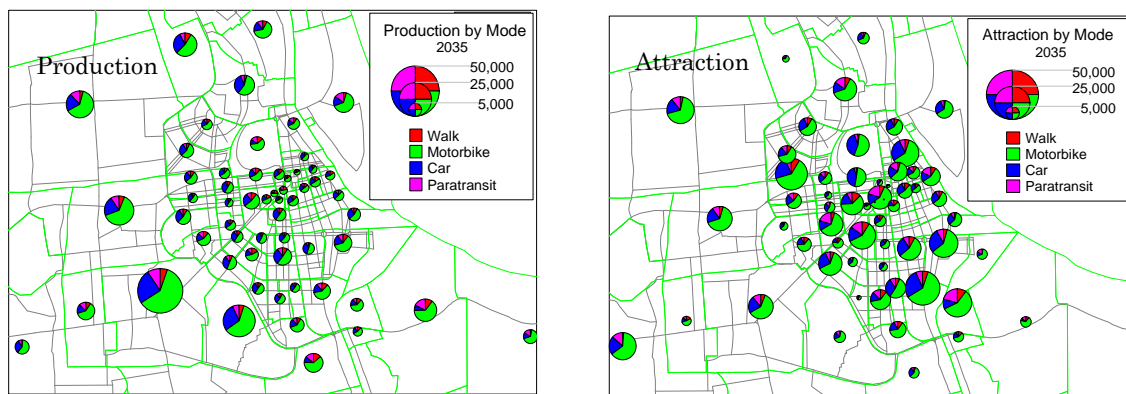 Production
Production by Mode
2035
50,000
25,000
5,000
Walk
Motorbike
Car
Paratransit
Attraction
Attraction by Mode
2035
50,000
25,000
5,000
Walk
Motorbike
Car
Paratransit